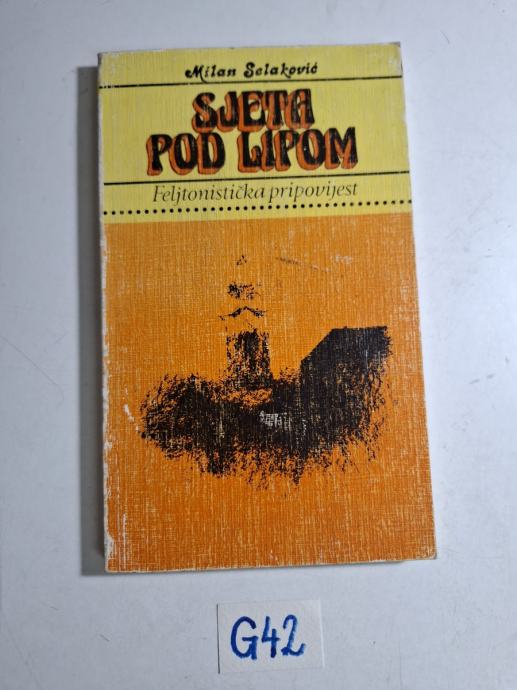 Milan Selaković
SJETA
POD LIPOM
Feljtonistička pripovijest
G42